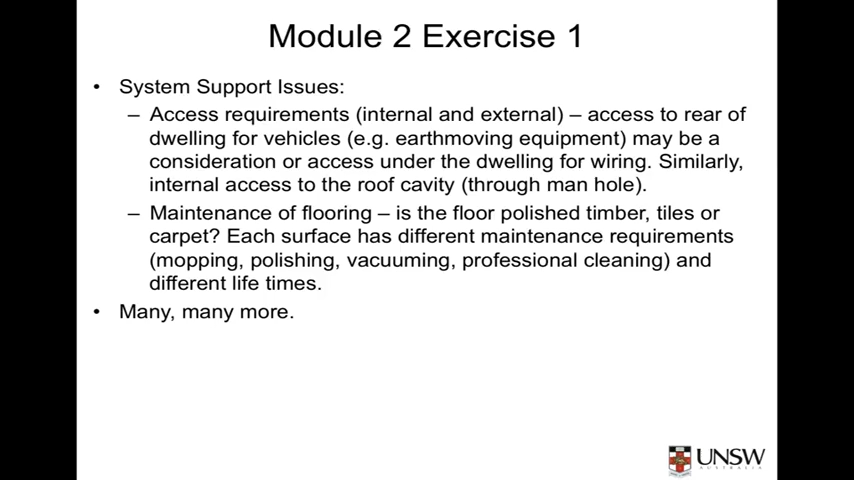 Module 2 Exercise 1
• System Support Issues:
– Access requirements (internal and external) – access to rear of
dwelling for vehicles (e.g. earthmoving equipment) may be a
consideration or access under the dwelling for wiring. Similarly,
internal access to the roof cavity (through man hole).
– Maintenance of flooring – is the floor polished timber, tiles or
carpet? Each surface has different maintenance requirements
(mopping, polishing, vacuuming, professional cleaning) and
different life times.
• Many, many more.
UNSW
AUSTRALIA